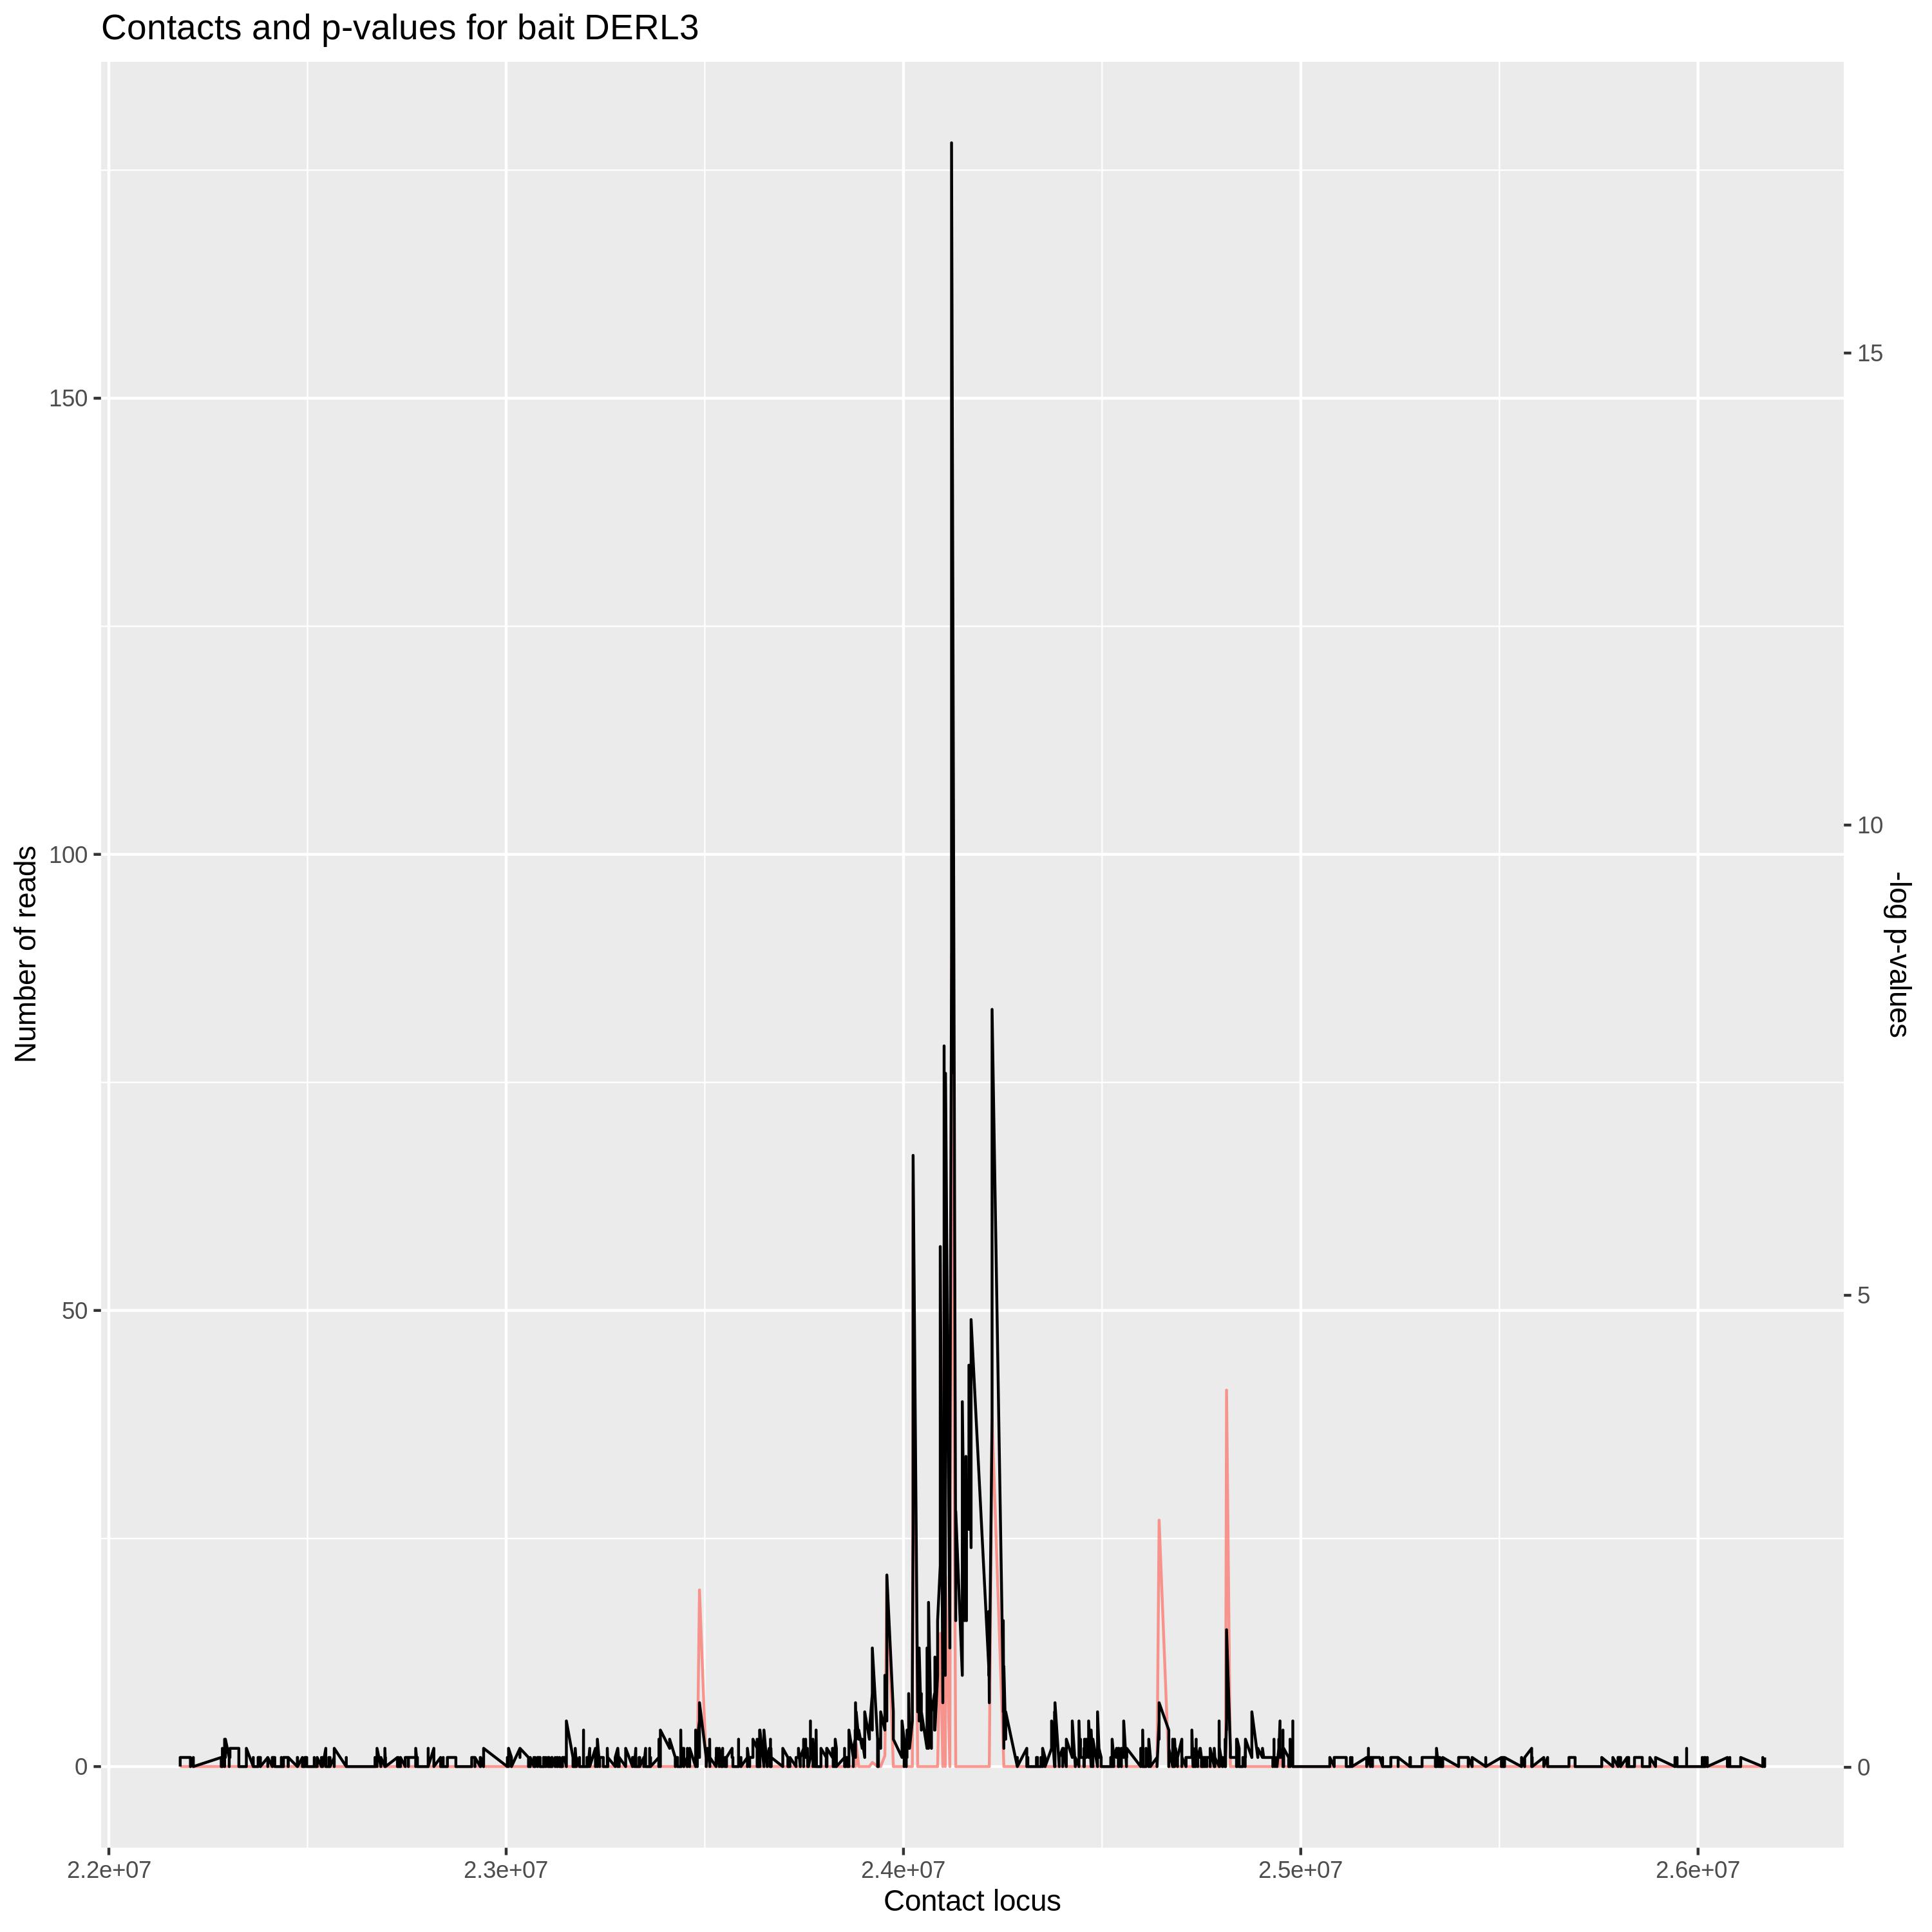 Contacts and p-values for bait DERL3
150
100
50
0
Number of reads
15
10
5
0
-log p-values
2.2e+07 2.3e+07 2.4e+07 2.5e+07 2.6e+07
Contact locus